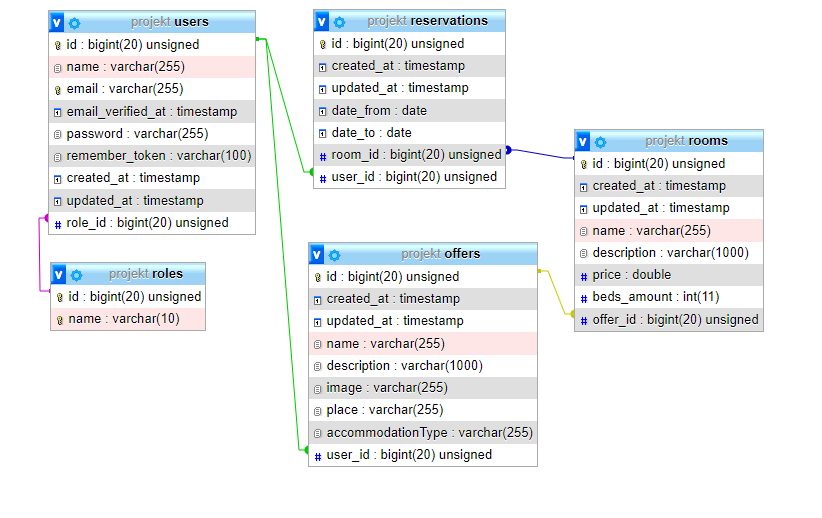 v projekt users
id : bigint(20) unsigned
name : varchar(255)
email : varchar(255)
email_verified_at : timestamp
password : varchar(255)
remember_token : varchar(100)
created_at : timestamp
updated_at : timestamp
# role_id : bigint(20) unsigned
v projekt roles
id : bigint(20) unsigned
name : varchar(10)
v projekt reservations
id : bigint(20) unsigned
created_at : timestamp
updated_at : timestamp
date_from : date
date_to : date
# room_id : bigint(20) unsigned
# user_id : bigint(20) unsigned
v projekt offers
id : bigint(20) unsigned
created_at : timestamp
updated_at : timestamp
name : varchar(255)
description : varchar(1000)
image : varchar(255)
place : varchar(255)
accommodationType : varchar(255)
# user_id : bigint(20) unsigned
v projekt rooms
id : bigint(20) unsigned
created_at : timestamp
updated_at : timestamp
name : varchar(255)
description : varchar(1000)
# price : double
# beds_amount : int(11)
# offer_id : bigint(20) unsigned